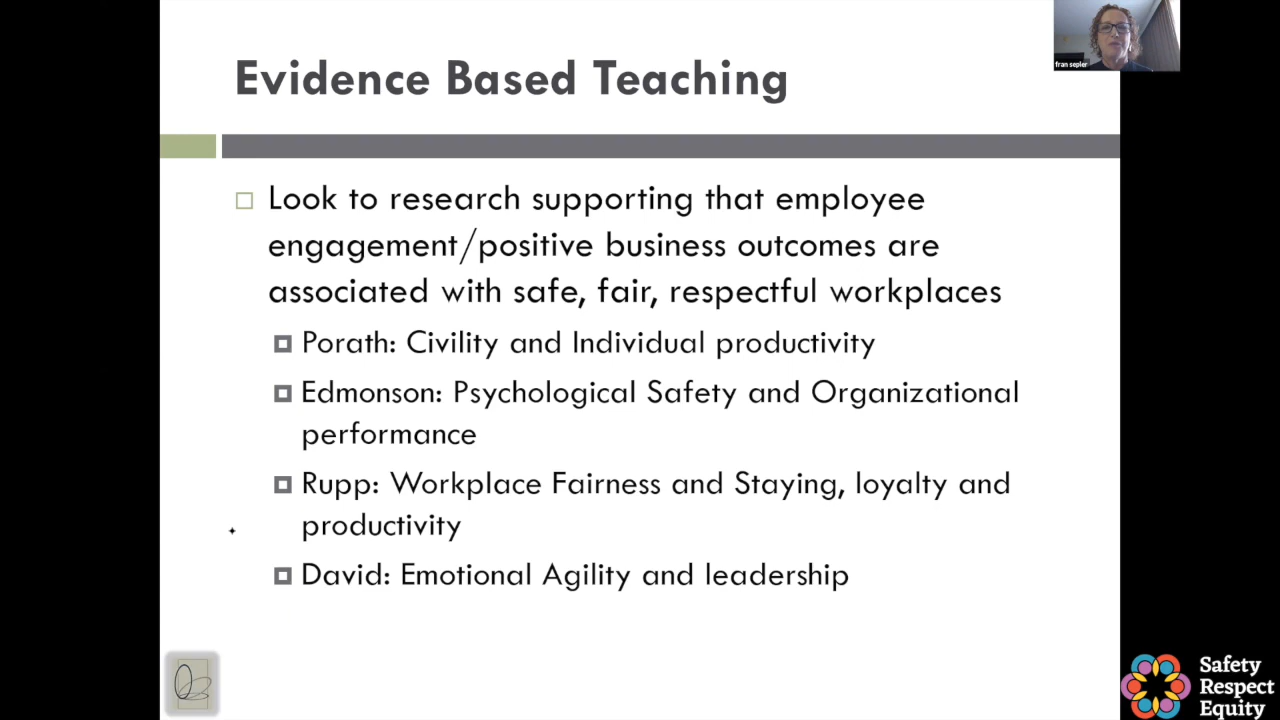 Evidence Based Teaching
fran sepler
Look to research supporting that employee
engagement/positive business outcomes are
associated with safe, fair, respectful workplaces
Porath: Civility and Individual productivity
Edmonson: Psychological Safety and Organizational
performance
Rupp: Workplace Fairness and Staying, loyalty and
productivity
David: Emotional Agility and leadership
Safety
Respect
Equity